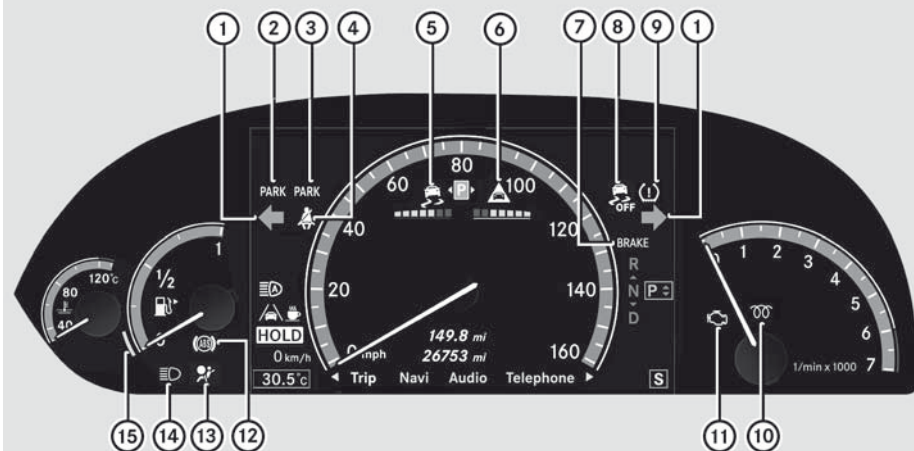 1 2 3 4 5 6 7 8 9 1
PARK PARK
80
60 P 100
OFF
40 120
BRAKE
1
½
120°C
80
40
20 140
R
N P
D
0 1 2 3 4 5 6 7
A
HOLD
ABS
0 km/h
0 mph
149.8 mi
26753 mi
160
1/min x 1000
30.5°c
Trip Navi Audio Telephone
S
15 14 13 12 11 10